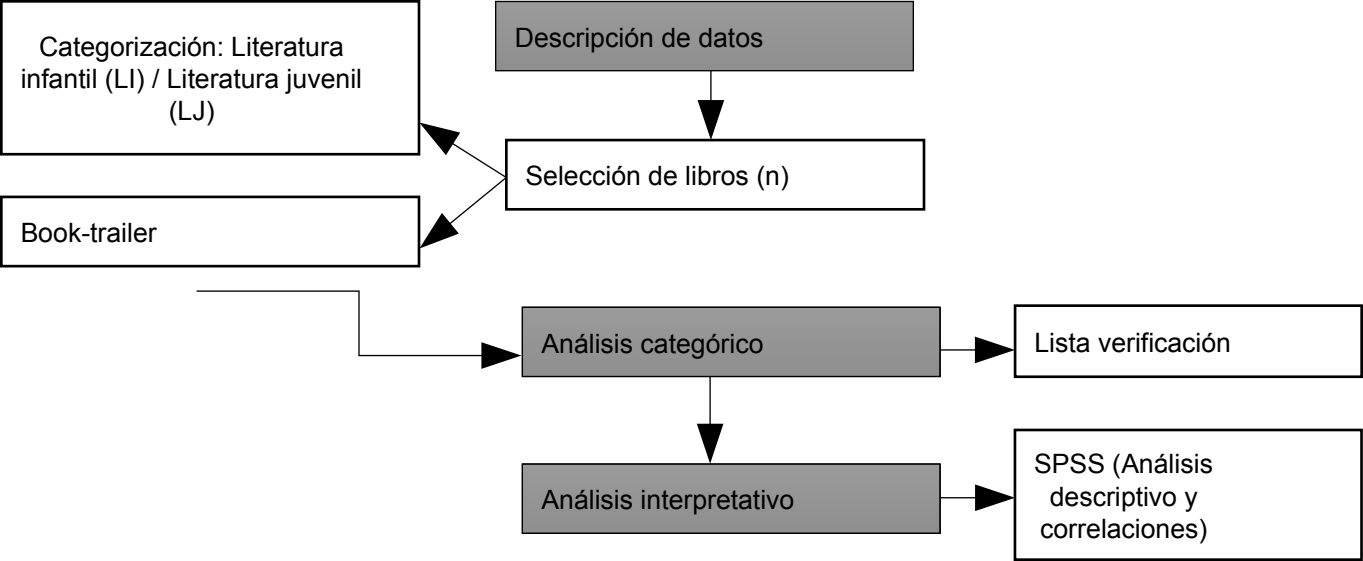 Categorización: Literatura
infantil (LI) / Literatura juvenil
(LJ)
Descripción de datos
Selección de libros (n)
Book-trailer
Análisis categórico
Lista verificación
Análisis interpretativo
SPSS (Análisis
descriptivo y
correlaciones)